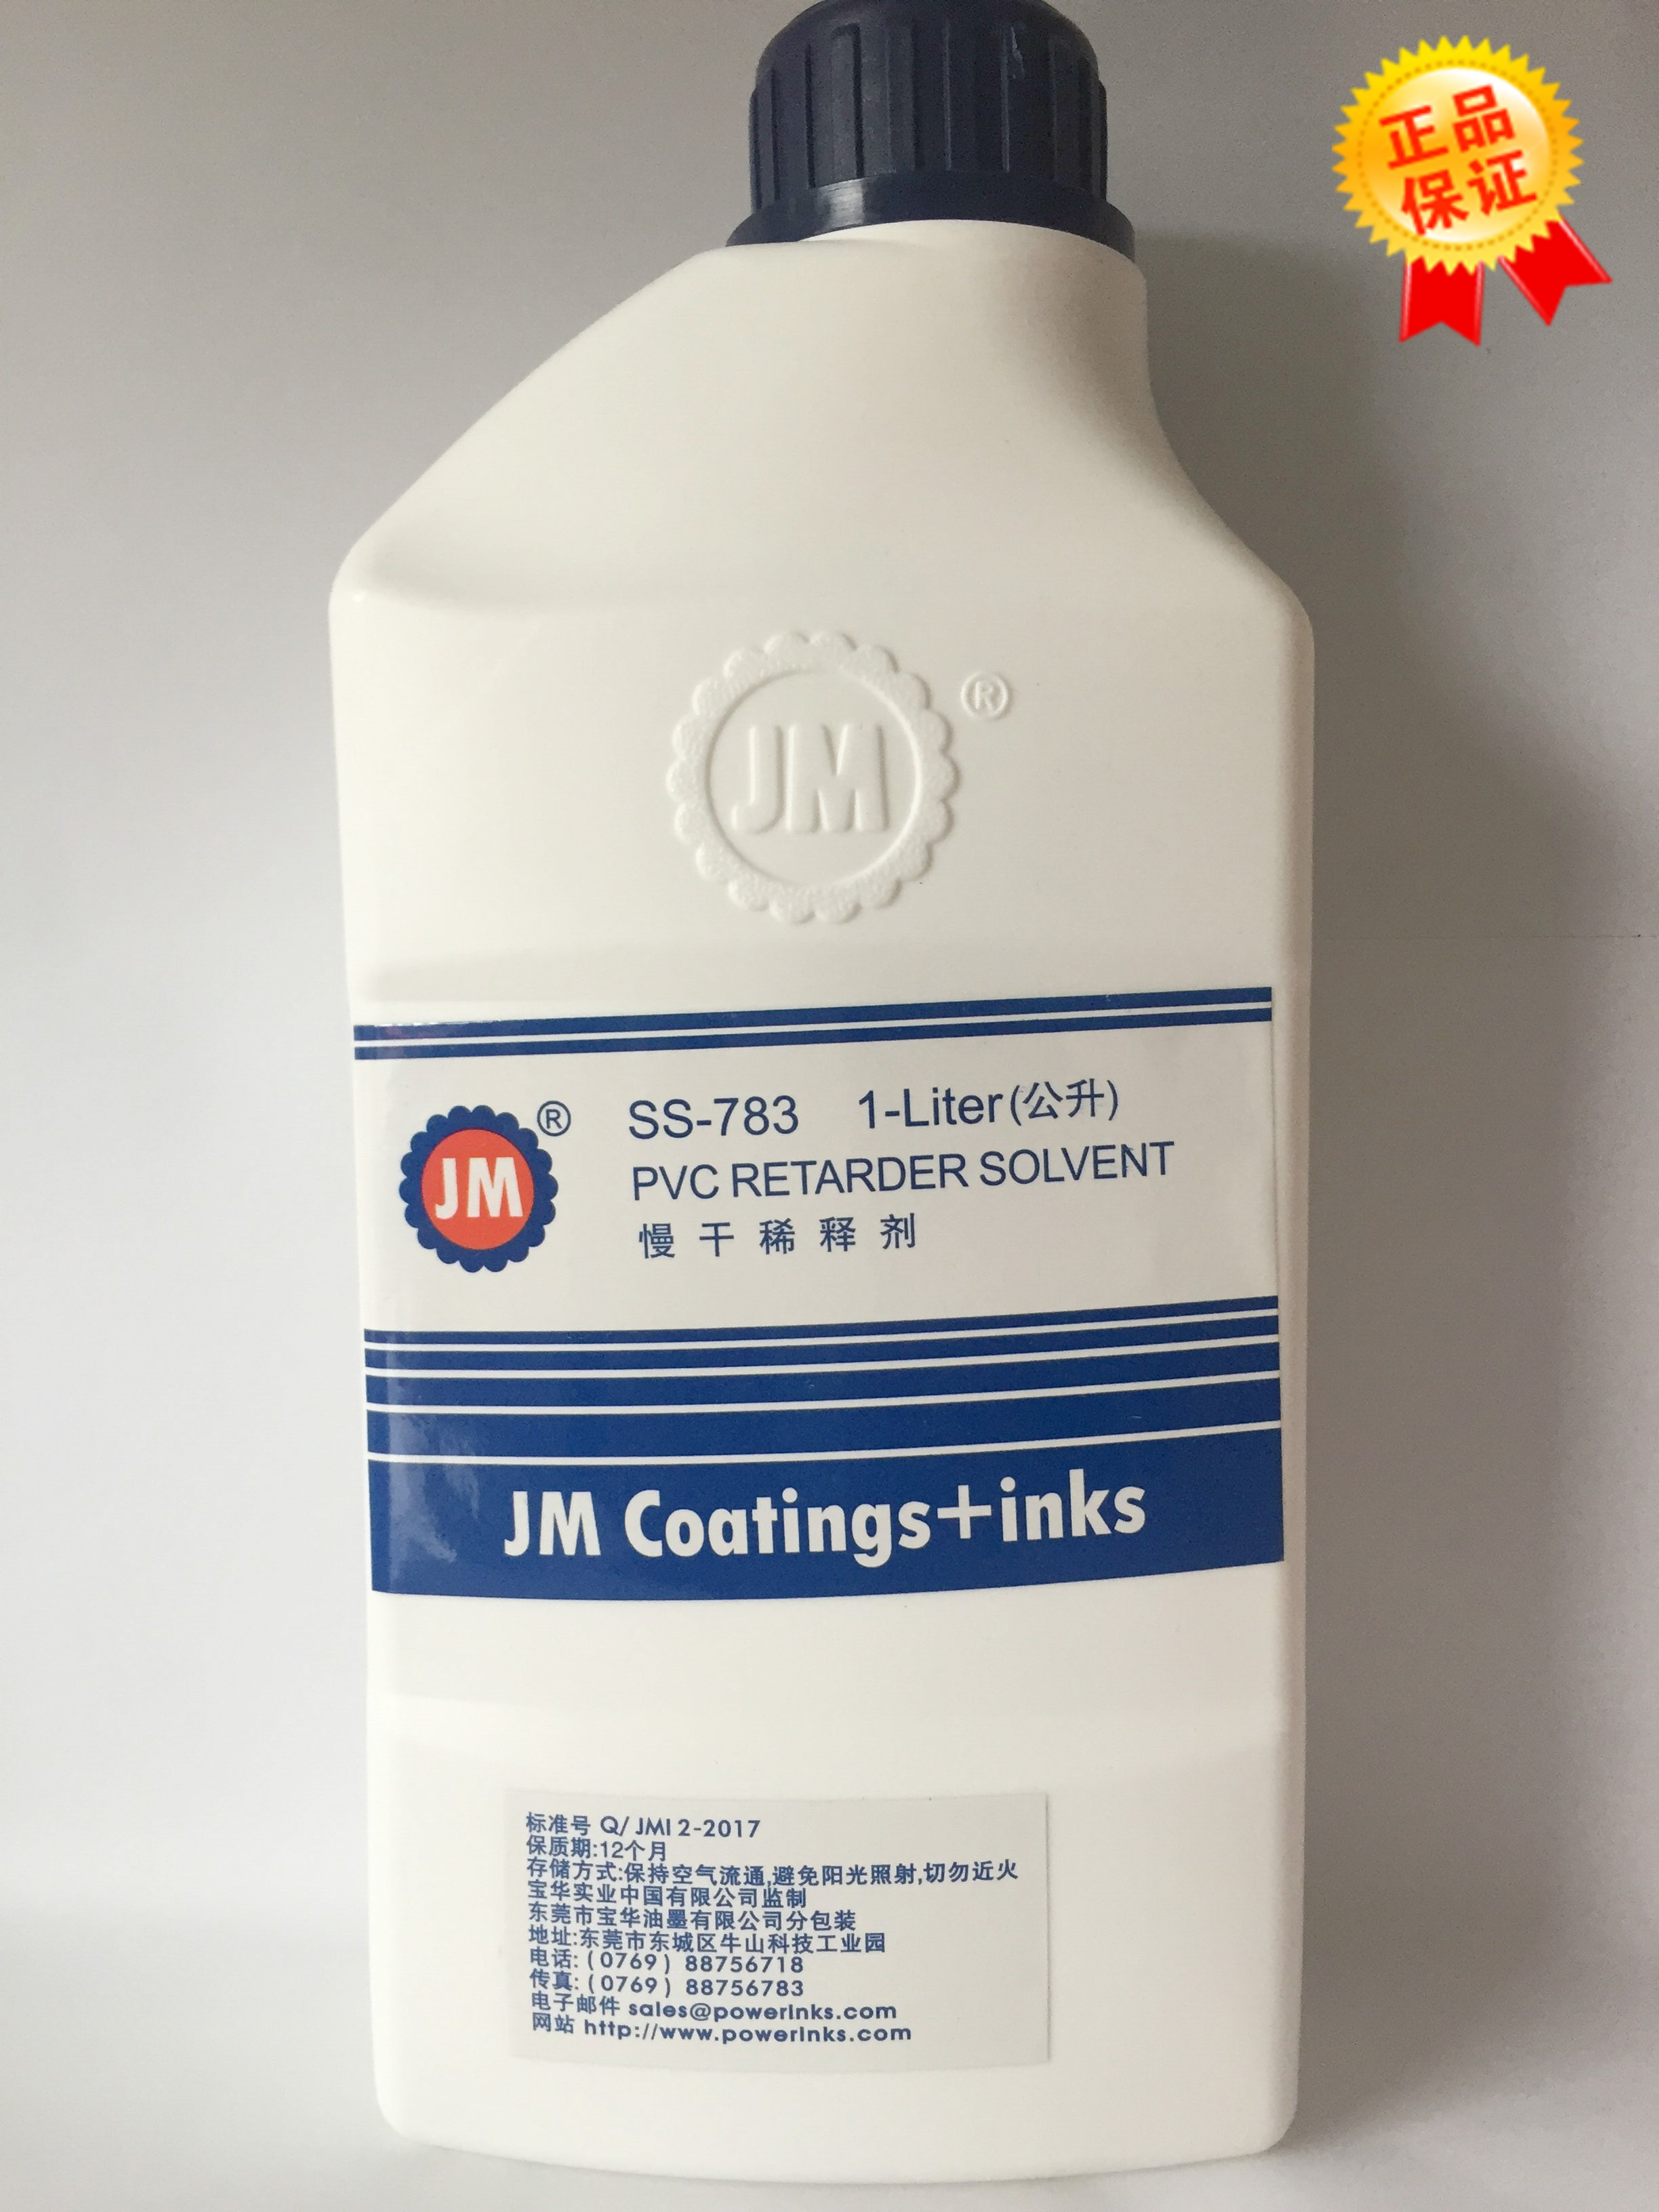 正品
保证
JM ®
JM ®
SS-783 1-Liter(公升)
PVC RETARDER SOLVENT
慢干稀释剂
JM Coatings+inks
标准号 Q/ JMI 2-2017
保质期:12个月
存储方式:保持空气流通,避免阳光照射,切勿近火
宝华实业中国有限公司监制
东莞市宝华油墨有限公司分包装
地址:东莞市东城区牛山科技工业园
电话: (0769) 88756718
传真: (0769) 88756783
电子邮件 sales@powerinks.com
网站 http://www.powerinks.com